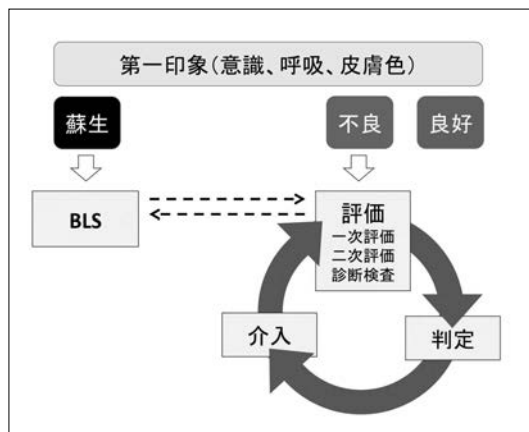 第一印象(意識、呼吸、皮膚色)
蘇生
不良
良好
BLS
評価
一次評価
二次評価
診断検査
介入
判定